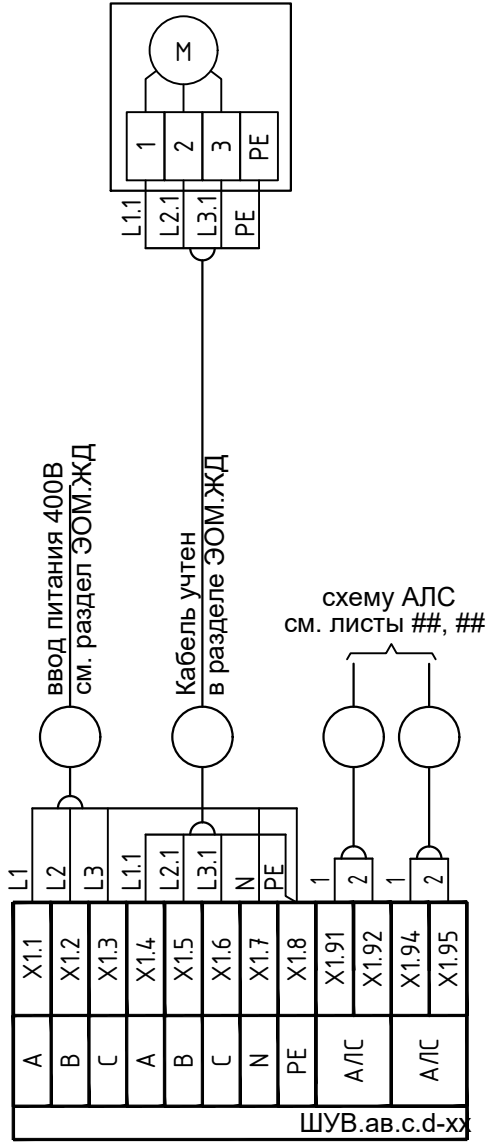 M
1
2
3
PE
L1.1
L2.1
L3.1
PE
ввод питания 400В
см. раздел ЭОМ.ЖД
Кабель учтен
в разделе ЭОМ.ЖД
схему АЛС
см. листы ##, ##
L1
L2
L3
L1.1
L2.1
L3.1
N
PE
1
2
1
2
X1.1
X1.2
X1.3
X1.4
X1.5
X1.6
X1.7
X1.8
X1.91
X1.92
X1.94
X1.95
A
B
C
A
B
C
N
PE
АЛС
АЛС
ШУВ.ав.с.d-xx